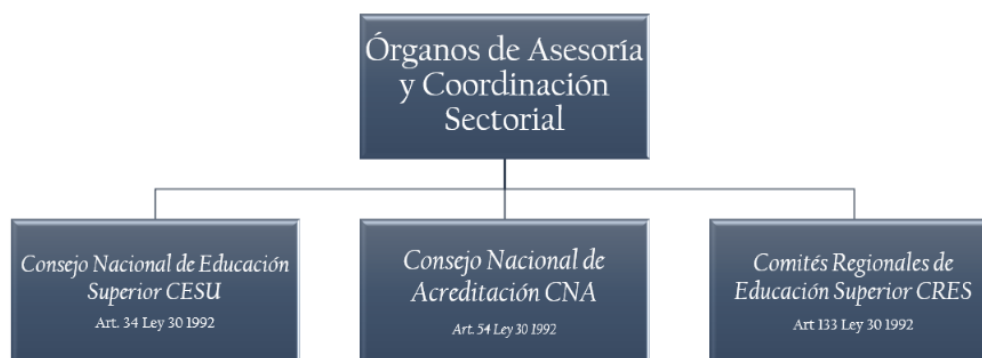 Órganos de Asesoría
y Coordinación
Sectorial
Consejo Nacional de Educación
Superior CESU
Art. 34 Ley 30 1992
Consejo Nacional de
Acreditación CNA
Art. 54 Ley 30 1992
Comités Regionales de
Educación Superior CRES
Art 133 Ley 30 1992